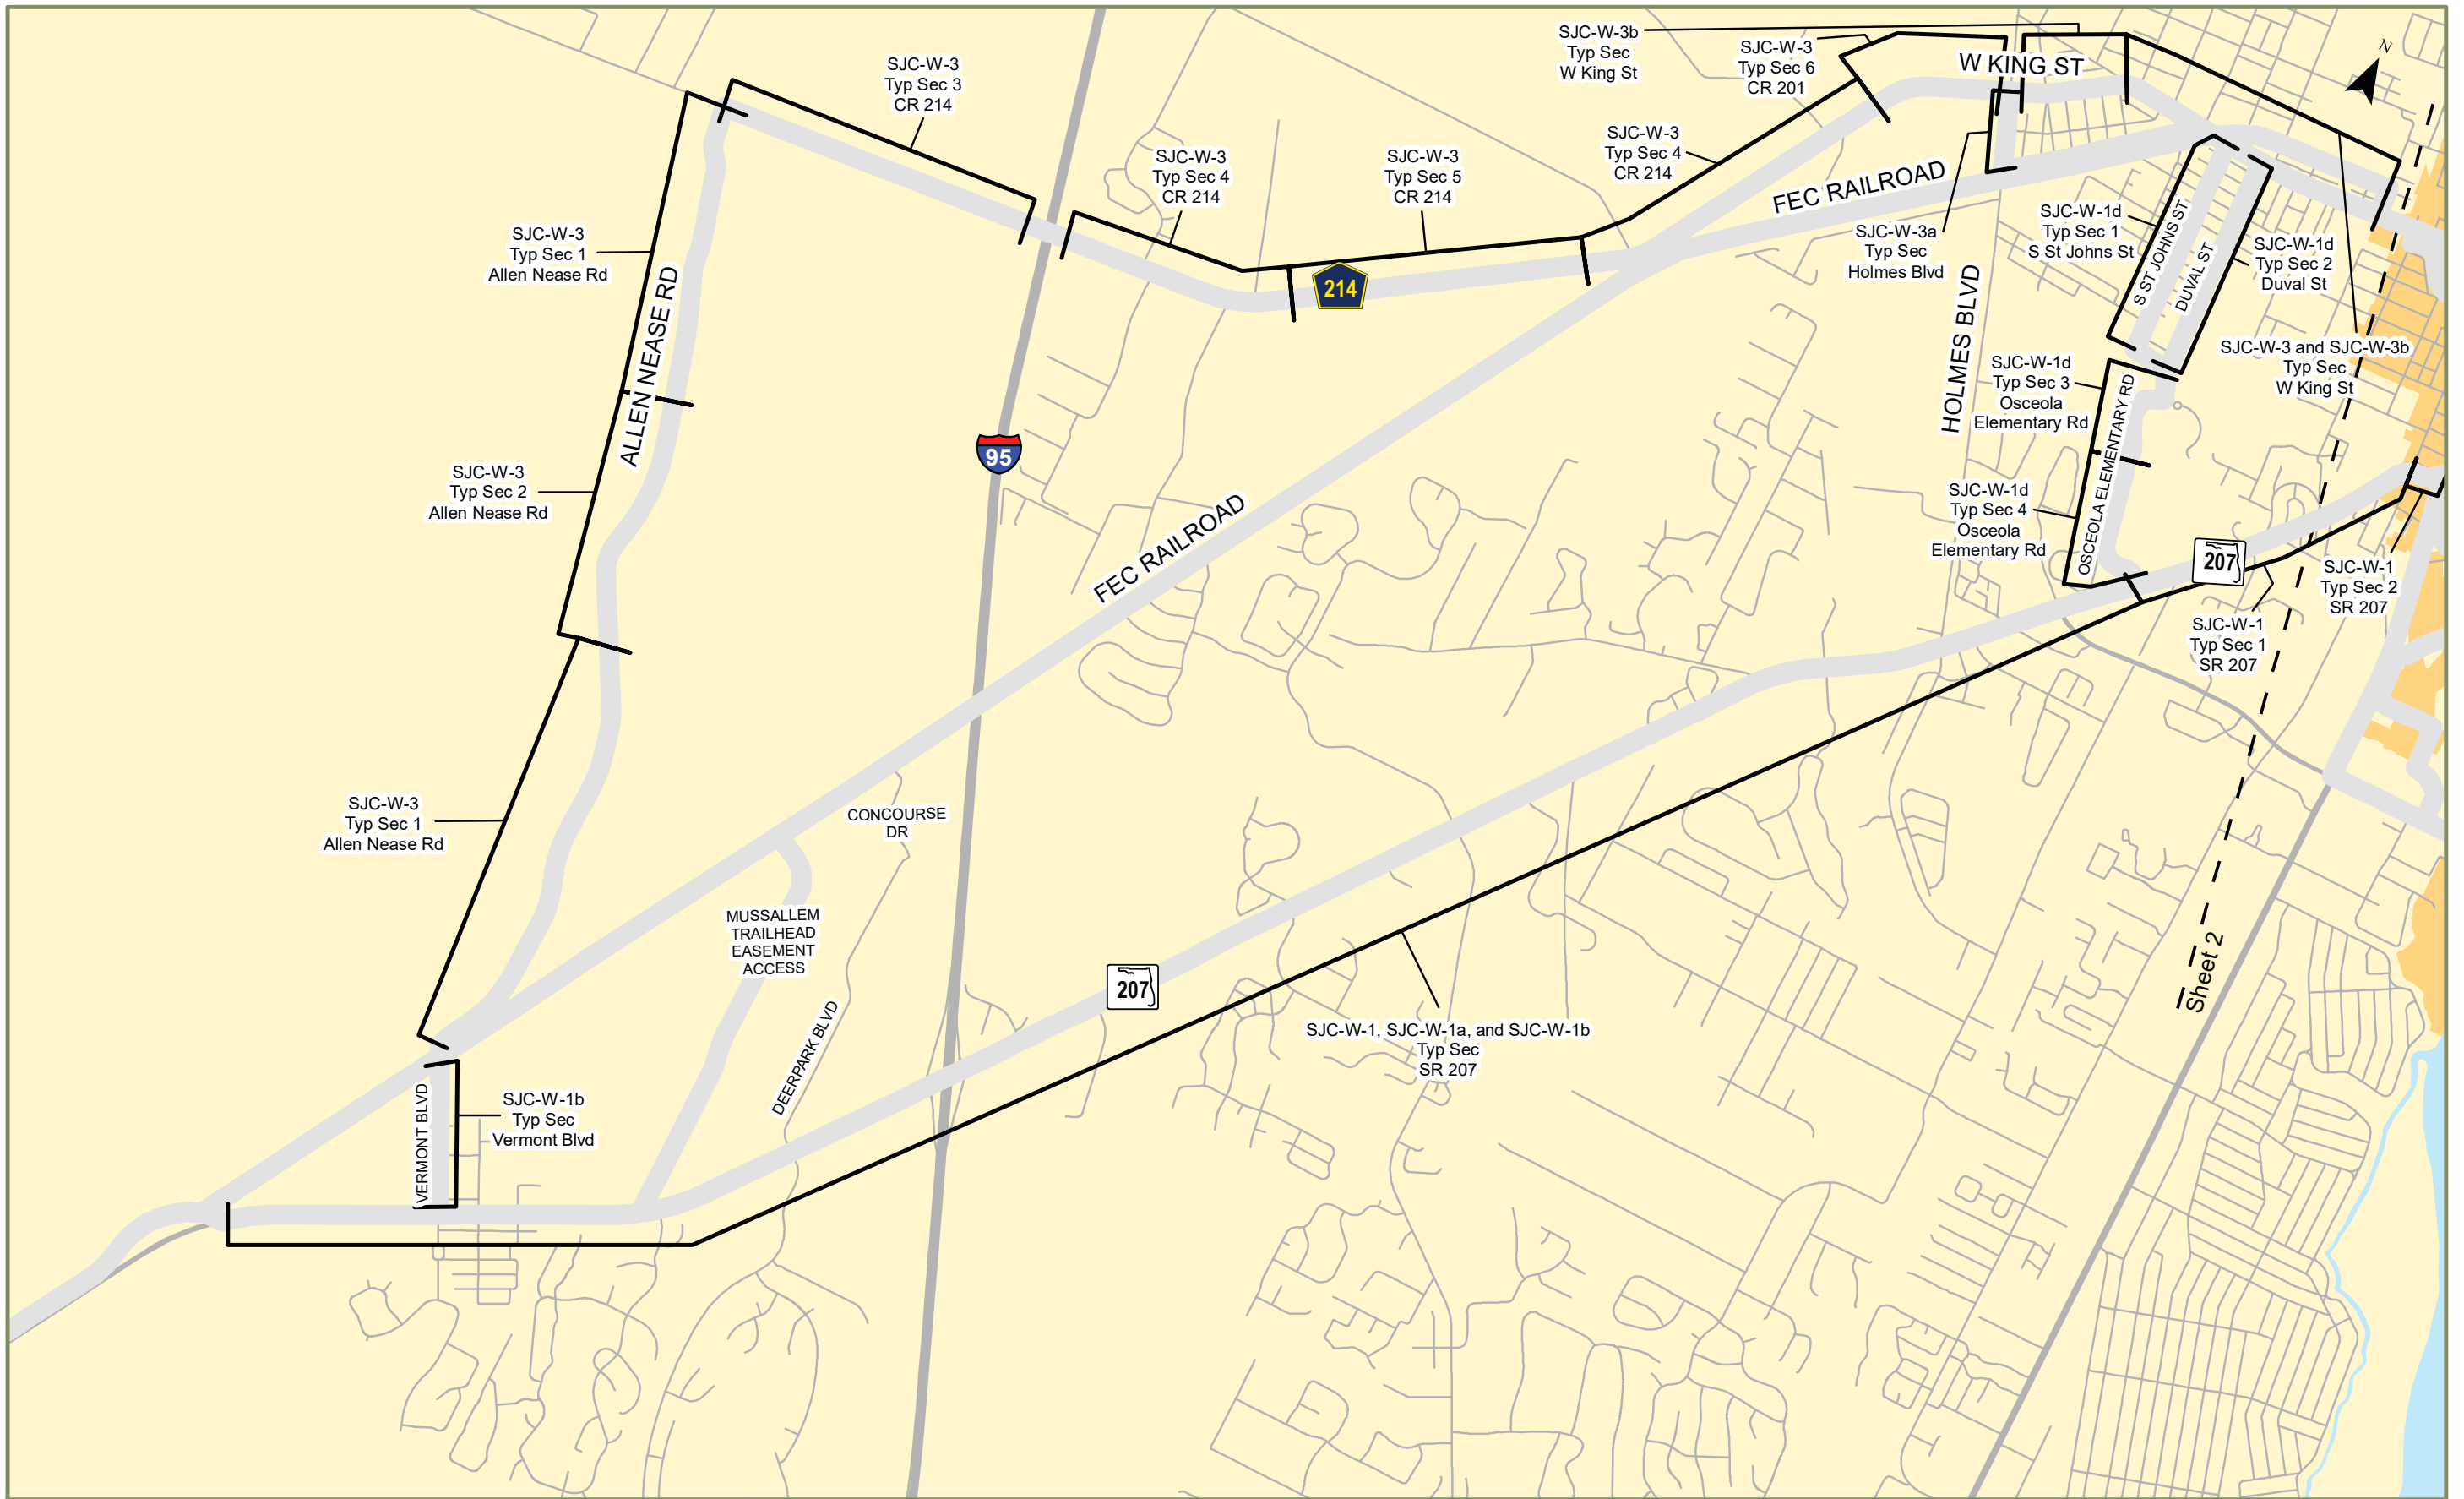 SJC-W-3b
Typ Sec
W King St
SJC-W-3
Typ Sec 6
CR 201
W KING ST
N
SJC-W-3
Typ Sec 3
CR 214
SJC-W-3
Typ Sec 4
CR 214
SJC-W-3
Typ Sec 5
CR 214
SJC-W-3
Typ Sec 4
CR 214
FEC RAILROAD
SJC-W-3a
Typ Sec
Holmes Blvd
SJC-W-1d
Typ Sec 1
S St Johns St
S ST JOHNS ST
DUVAL ST
SJC-W-1d
Typ Sec 2
Duval St
SJC-W-3
Typ Sec 1
Allen Nease Rd
ALLEN NEASE RD
214
HOLMES BLVD
SJC-W-3 and SJC-W-3b
Typ Sec
W King St
SJC-W-1d
Typ Sec 3
Osceola
Elementary Rd
OSCEOLA ELEMENTARY RD
95
SJC-W-3
Typ Sec 2
Allen Nease Rd
FEC RAILROAD
SJC-W-1d
Typ Sec 4
Osceola
Elementary Rd
207
SJC-W-1
Typ Sec 2
SR 207
SJC-W-1
Typ Sec 1
SR 207
SJC-W-3
Typ Sec 1
Allen Nease Rd
CONCOURSE
DR
MUSSALLEM
TRAILHEAD
EASEMENT
ACCESS
DEERPARK BLVD
207
Sheet 2
SJC-W-1, SJC-W-1a, and SJC-W-1b
Typ Sec
SR 207
VERMONT BLVD
SJC-W-1b
Typ Sec
Vermont Blvd